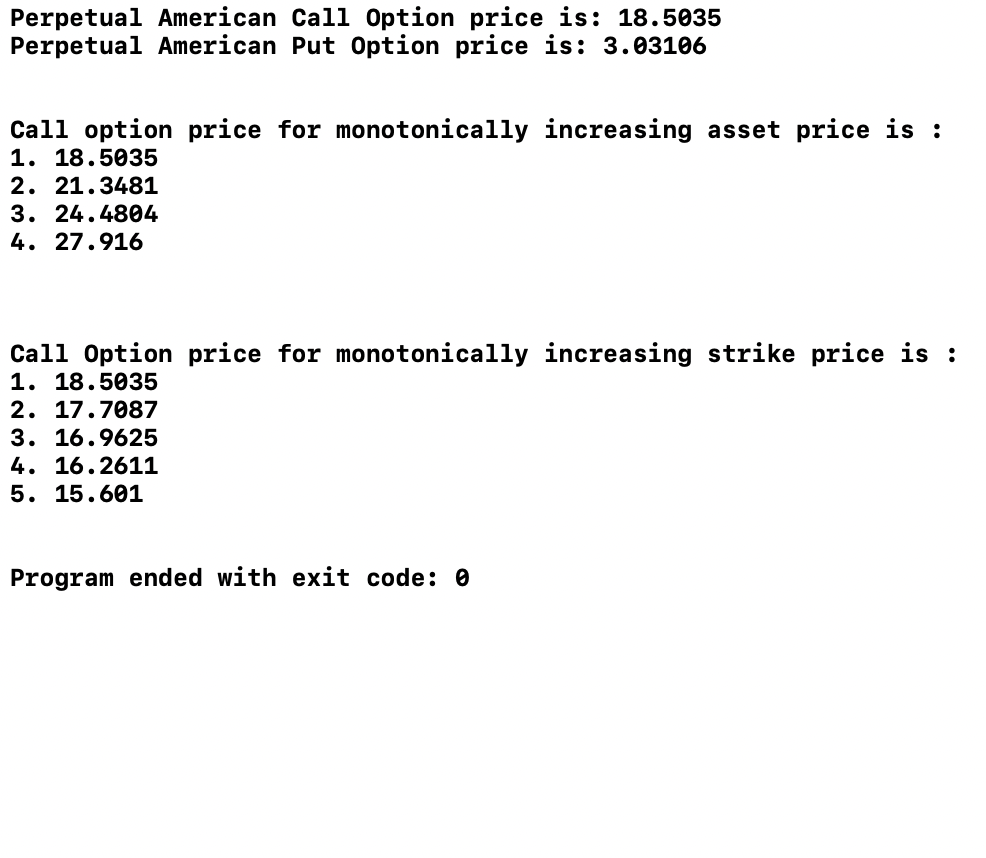 Perpetual American Call Option price is: 18.5035
Perpetual American Put Option price is: 3.03106
Call option price for monotonically increasing asset price is :
1. 18.5035
2. 21.3481
3. 24.4804
4. 27.916
Call Option price for monotonically increasing strike price is :
1. 18.5035
2. 17.7087
3. 16.9625
4. 16.2611
5. 15.601
Program ended with exit code: 0